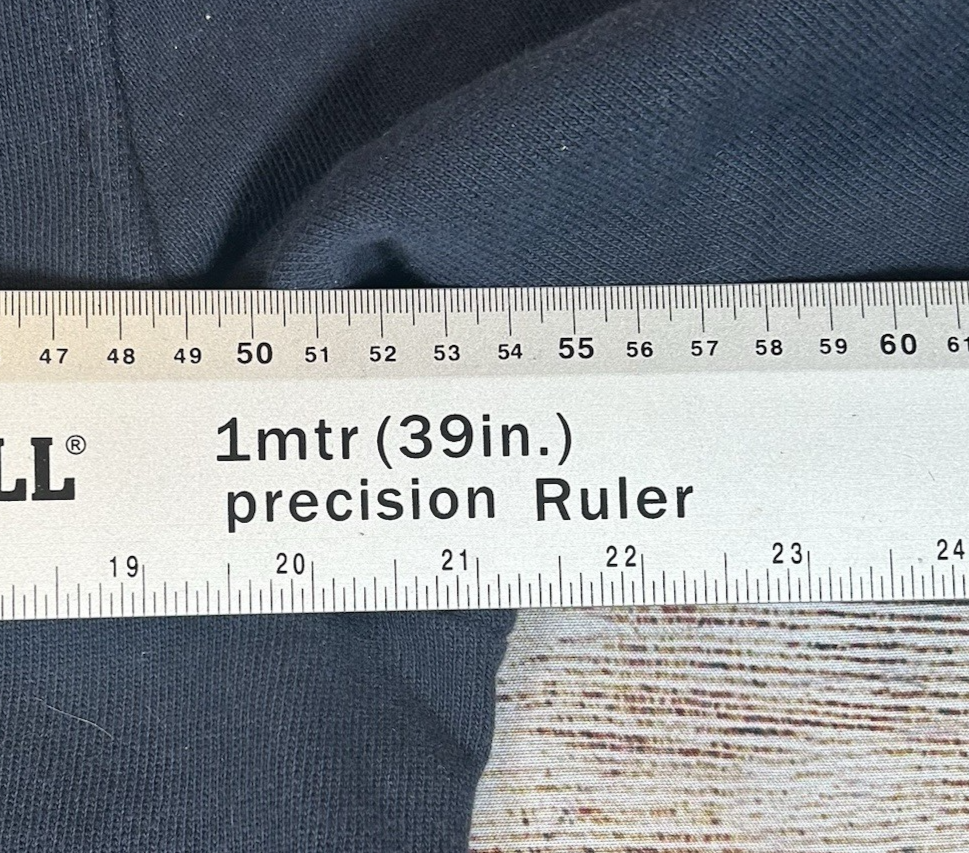 47 48 49 50 51 52 53 54 55 56 57 58 59 60 61
LL®
1mtr (39in.)
precision Ruler
19 20 21 22 23 24